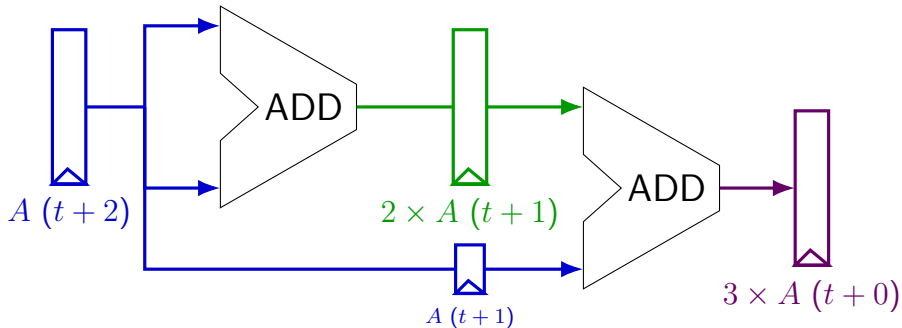 ADD
ADD
A (t + 2)
2 × A (t + 1)
3 × A (t + 0)
A (t + 1)